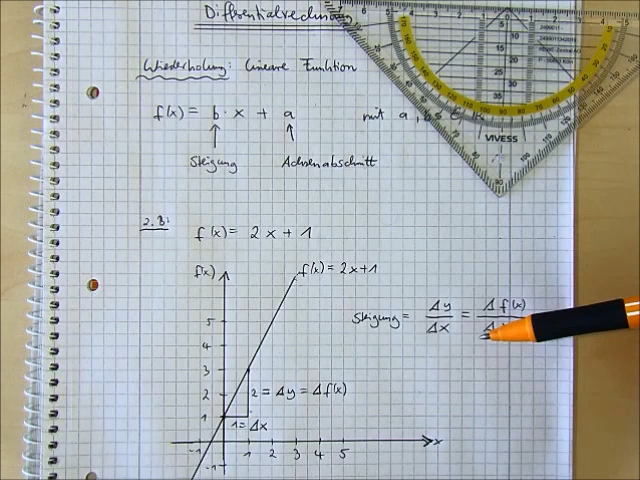 Differentialrechnung
Wiederholung: Lineare Funktion
f(x) = b · x + a mit a, b ∈ R
Steigung Achsenabschnitt
VIVESS
z.B: f(x) = 2x + 1
f(x) f(x) = 2x+1
Steigung = Δy/Δx = Δf(x)/Δ
5
4
3
2 2 = Δy = Δf(x)
1 1 = Δx
-1 1 2 3 4 5 x
-1